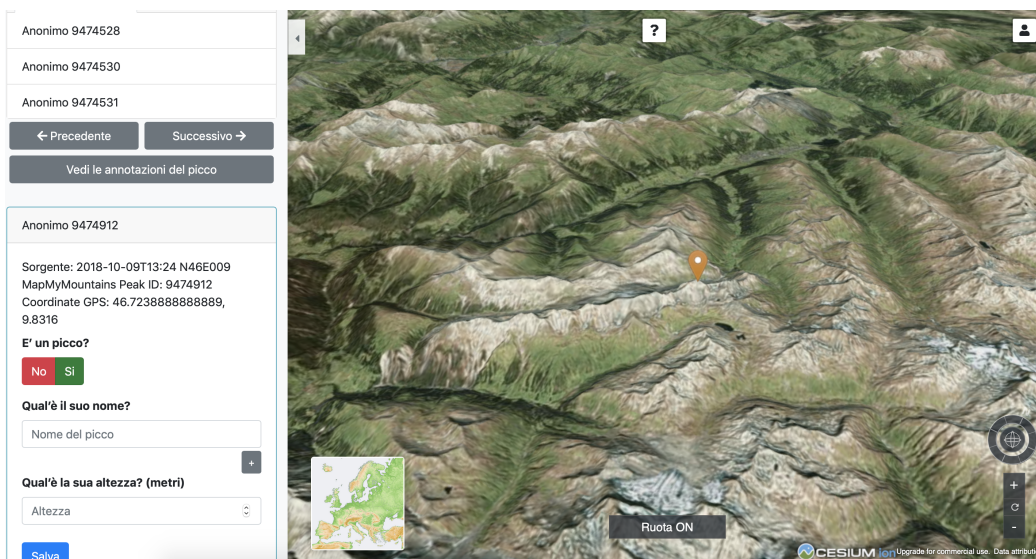 Anonimo 9474528
Anonimo 9474530
Anonimo 9474531
← Precedente
Successivo →
Vedi le annotazioni del picco
Anonimo 9474912
Sorgente: 2018-10-09T13:24 N46E009
MapMyMountains Peak ID: 9474912
Coordinate GPS: 46.7238888888889,
9.8316
E' un picco?
No Si
Qual'è il suo nome?
Nome del picco
+
Qual'è la sua altezza? (metri)
Altezza
Salva
?
+
-
Ruota ON
CESIUM ion Upgrade for commercial use. Data attribution